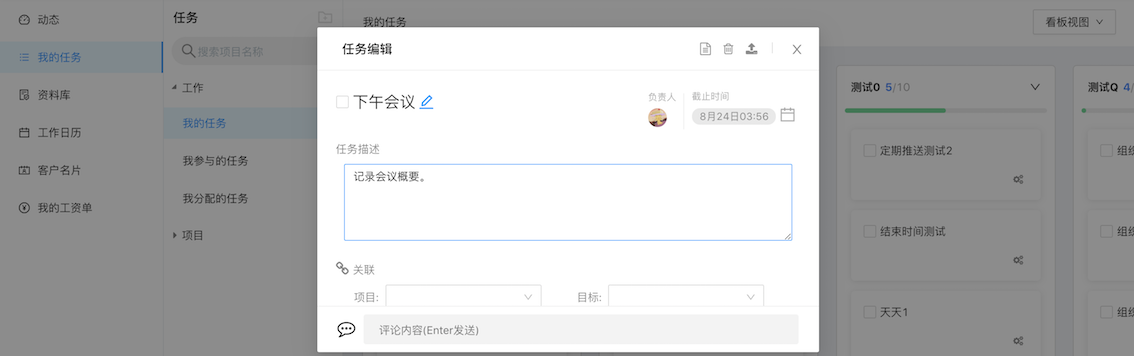 动态
我的任务
资料库
工作日历
客户名片
我的工资单
任务
搜索项目名称
工作
我的任务
我参与的任务
我分配的任务
项目
我的任务
看板视图
任务编辑
下午会议
负责人
截止时间
8月24日03:56
任务描述
记录会议概要。
关联
项目:
目标:
评论内容(Enter发送)
测试0 5/10
定期推送测试2
结束时间测试
天天1
测试Q 4/